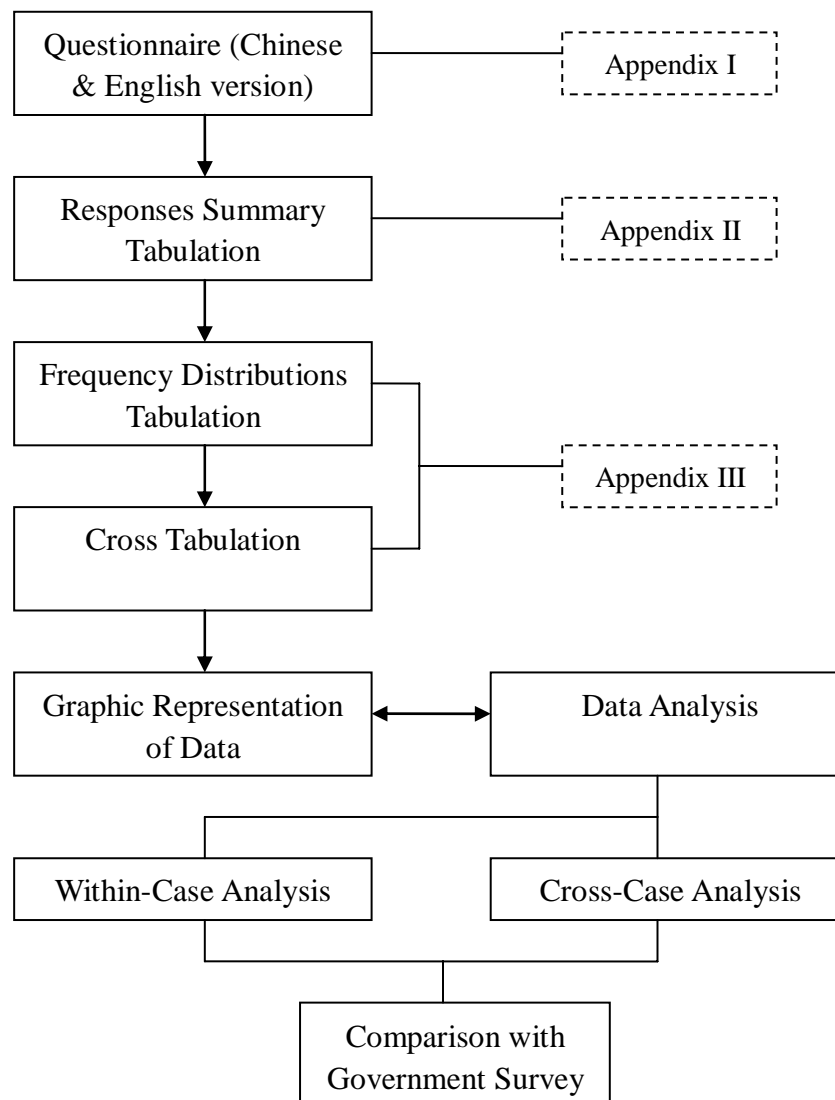 Questionnaire (Chinese
& English version)
Appendix I
Responses Summary
Tabulation
Appendix II
Frequency Distributions
Tabulation
Appendix III
Cross Tabulation
Graphic Representation
of Data
Data Analysis
Within-Case Analysis
Cross-Case Analysis
Comparison with
Government Survey